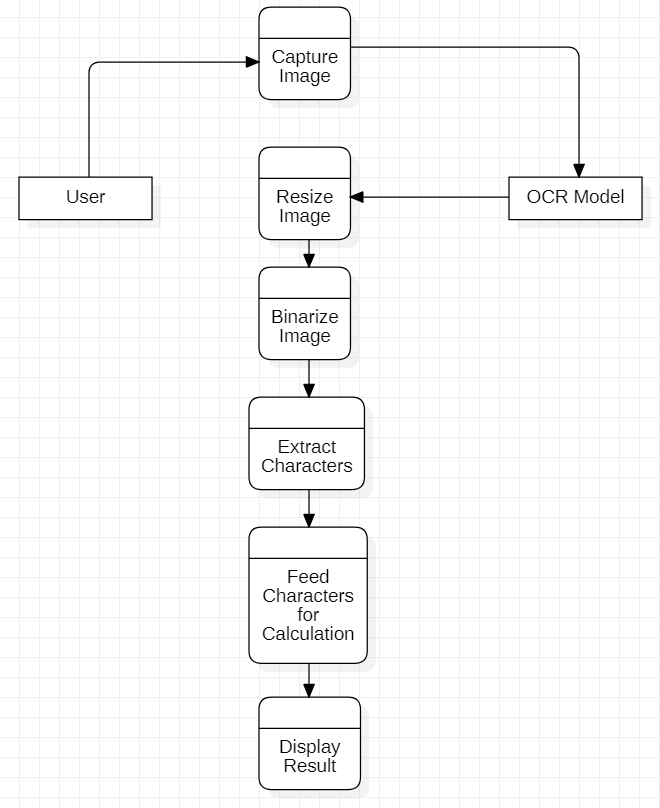 Capture
Image
User
Resize
Image
OCR Model
Binarize
Image
Extract
Characters
Feed
Characters
for
Calculation
Display
Result